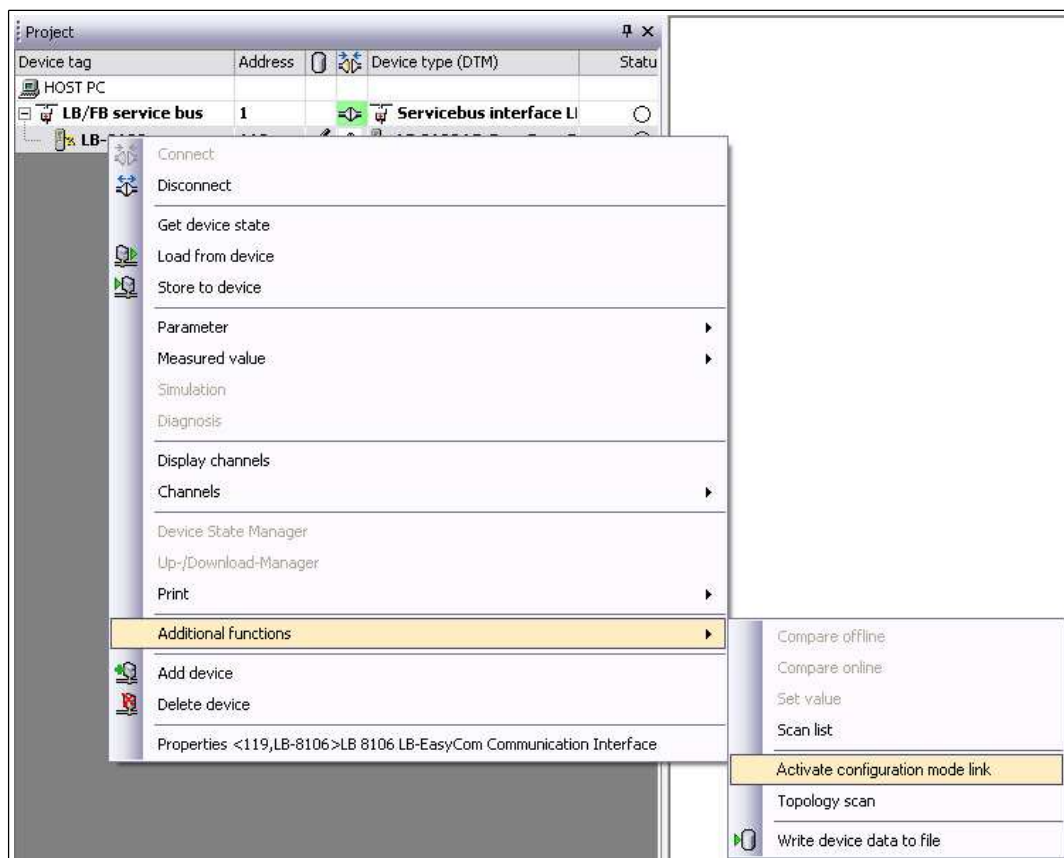 Project
Device tag Address Device type (DTM) Statu
HOST PC
LB/FB service bus 1 Servicebus interface LI
LB-
Connect
Disconnect
Get device state
Load from device
Store to device
Parameter
Measured value
Simulation
Diagnosis
Display channels
Channels
Device State Manager
Up-/Download-Manager
Print
Additional functions
Add device
Delete device
Properties <119,LB-8106>LB 8106 LB-EasyCom Communication Interface
Compare offline
Compare online
Set value
Scan list
Activate configuration mode link
Topology scan
Write device data to file